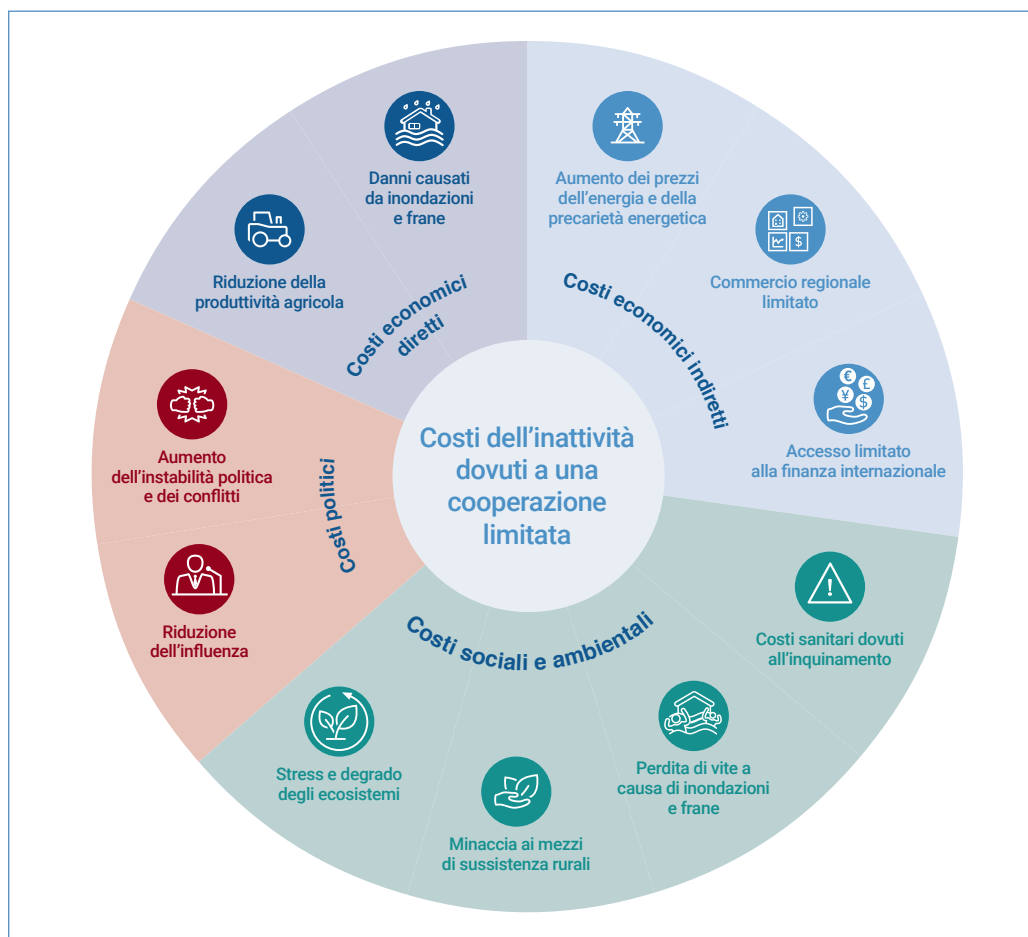 Danni causati
da inondazioni
e frane
Aumento dei prezzi
dell'energia e della
precarietà energetica
Riduzione della
produttività agricola
Commercio regionale
limitato
Costi economici
diretti
Costi economici indiretti
Costi dell'inattività
dovuti a una
cooperazione
limitata
Accesso limitato
alla finanza internazionale
Aumento
dell'instabilità politica
e dei conflitti
Costi politici
Riduzione
dell'influenza
Costi sociali e ambientali
Costi sanitari dovuti
all'inquinamento
Stress e degrado
degli ecosistemi
Perdita di vite a
causa di inondazioni
e frane
Minaccia ai mezzi
di sussistenza rurali